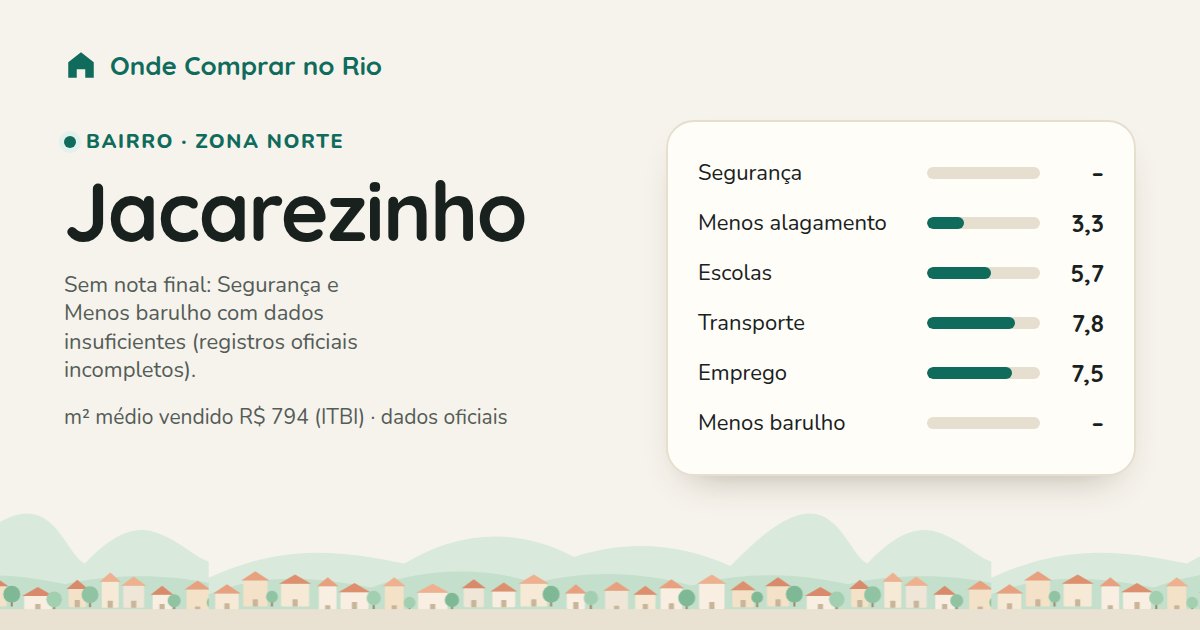 Onde Comprar no Rio
BAIRRO · ZONA NORTE
Jacarezinho
Sem nota final: Segurança e
Menos barulho com dados
insuficientes (registros oficiais
incompletos).
m² médio vendido R$ 794 (ITBI) · dados oficiais
Segurança –
Menos alagamento 3,3
Escolas 5,7
Transporte 7,8
Emprego 7,5
Menos barulho –